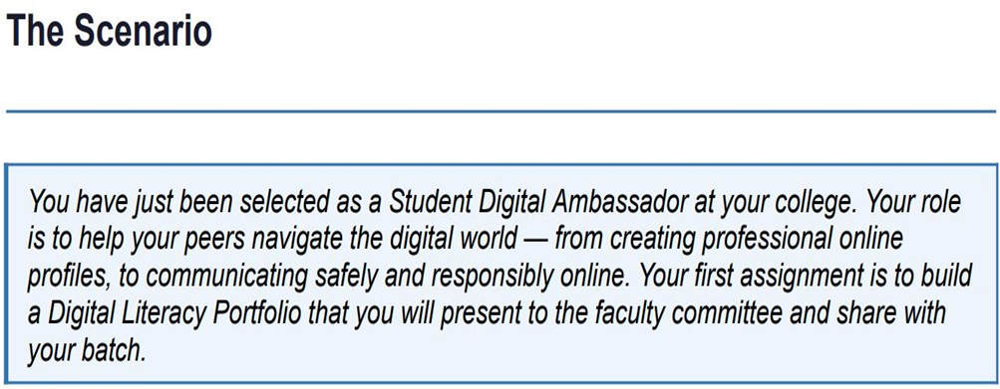 The Scenario
You have just been selected as a Student Digital Ambassador at your college. Your role
is to help your peers navigate the digital world — from creating professional online
profiles, to communicating safely and responsibly online. Your first assignment is to build
a Digital Literacy Portfolio that you will present to the faculty committee and share with
your batch.